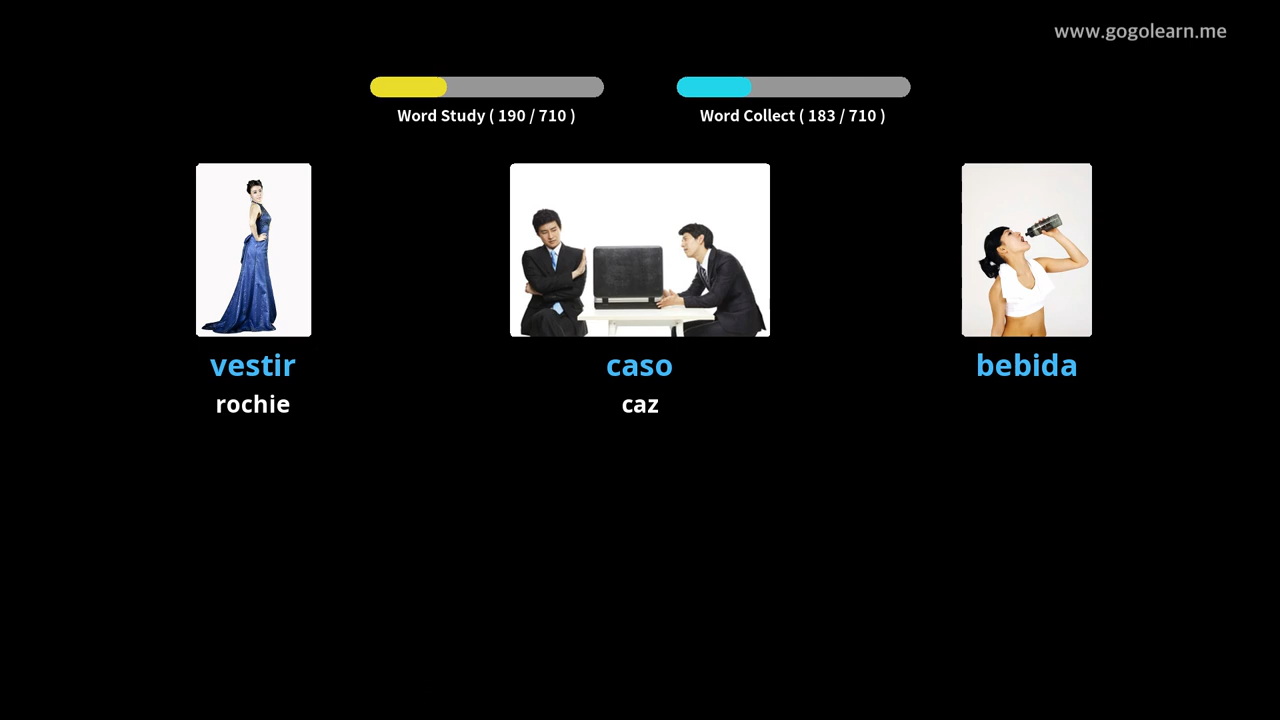 www.gogolearn.me
Word Study ( 190 / 710 )
Word Collect ( 183 / 710 )
vestir
caso
bebida
rochie
caz